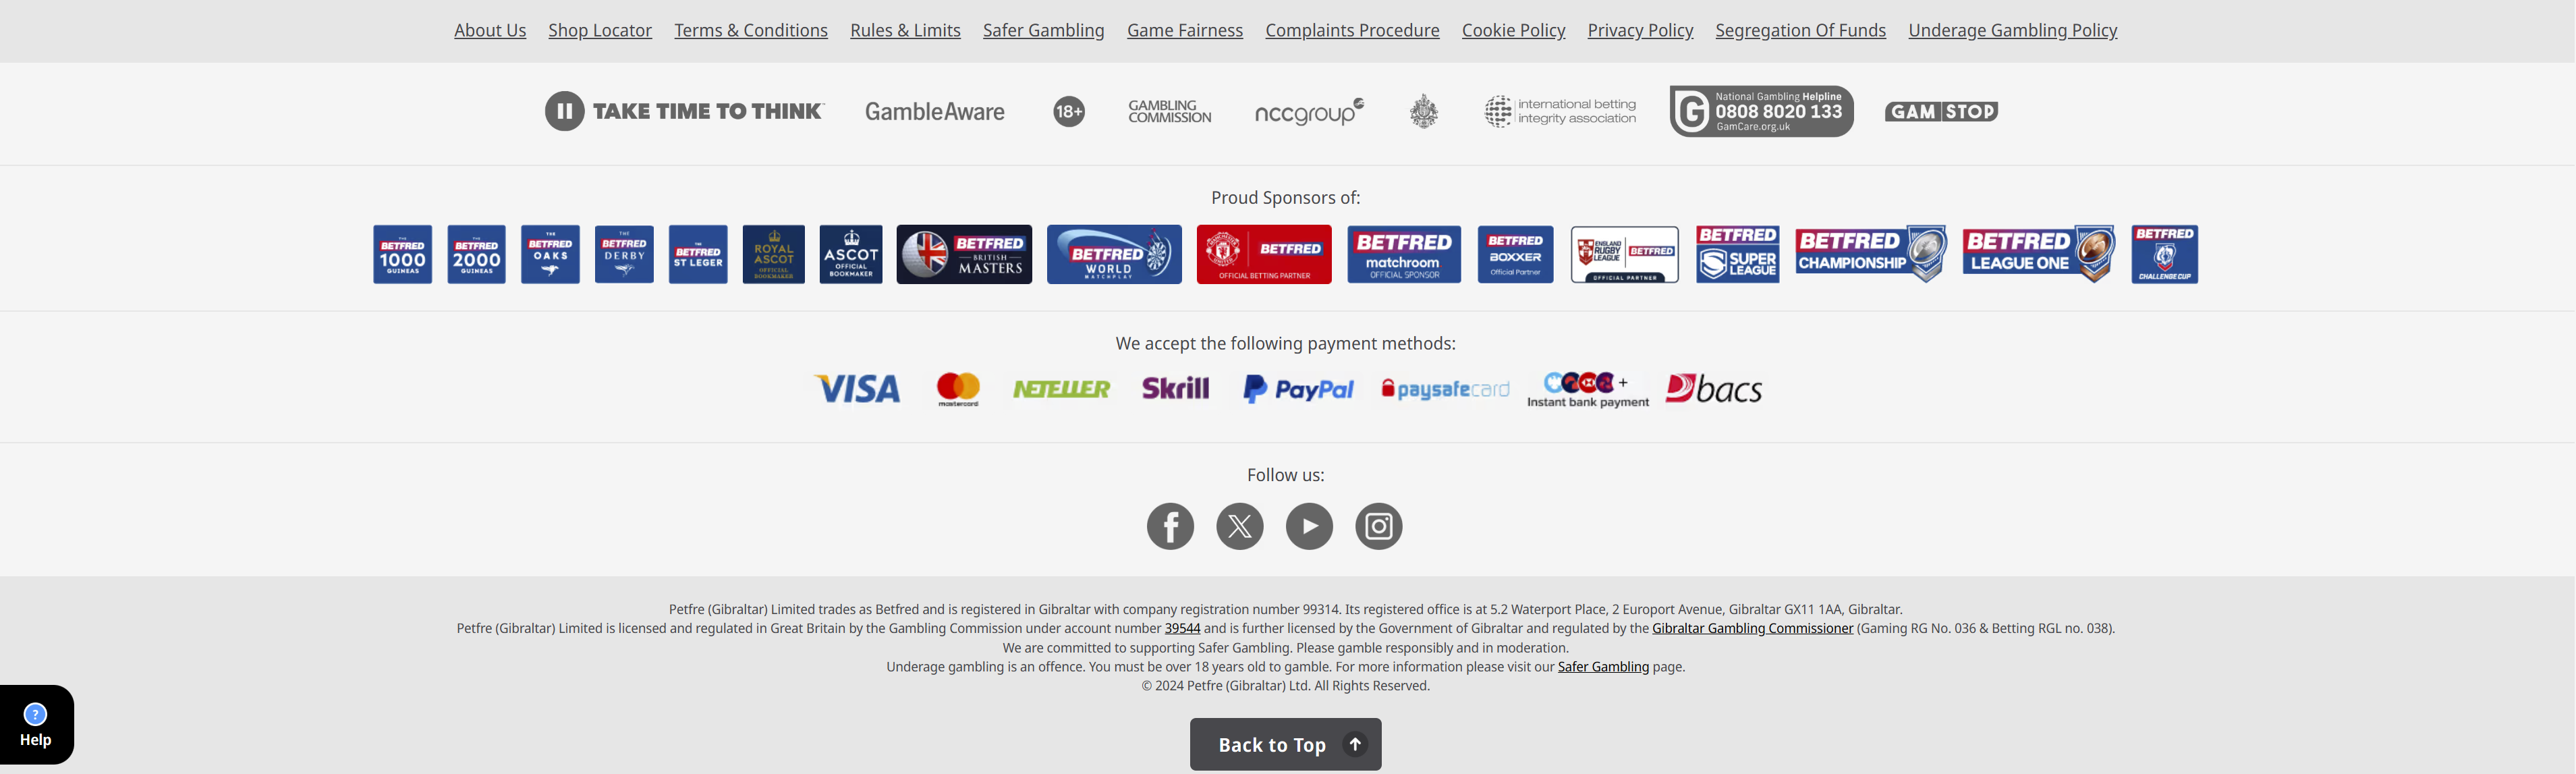 About Us Shop Locator Terms & Conditions Rules & Limits Safer Gambling Game Fairness Complaints Procedure Cookie Policy Privacy Policy Segregation Of Funds Underage Gambling Policy
TAKE TIME TO THINK
GambleAware
18+
GAMBLING
COMMISSION
nccgroup
international betting
integrity association
G
National Gambling Helpline
0808 8020 133
GamCare.org.uk
GAMSTOP
Proud Sponsors of:
THE
BETFRED
1000
GUINEAS
THE
BETFRED
2000
GUINEAS
THE
BETFRED
OAKS
THE
BETFRED
DERBY
THE
BETFRED
ST LEGER
ROYAL
ASCOT
OFFICIAL
BOOKMAKER
ASCOT
OFFICIAL
BOOKMAKER
BETFRED
BRITISH
MASTERS
BETFRED
WORLD
MATCHPLAY
BETFRED
OFFICIAL BETTING PARTNER
BETFRED
matchroom
OFFICIAL SPONSOR
BETFRED
BOXXER
Official Partner
ENGLAND
RUGBY
LEAGUE
BETFRED
OFFICIAL PARTNER
BETFRED
SUPER
LEAGUE
BETFRED
CHAMPIONSHIP
BETFRED
LEAGUE ONE
BETFRED
CHALLENGE CUP
We accept the following payment methods:
VISA
mastercard
NETELLER
Skrill
PayPal
paysafecard
+
Instant bank payment
bacs
Follow us:
Petfre (Gibraltar) Limited trades as Betfred and is registered in Gibraltar with company registration number 99314. Its registered office is at 5.2 Waterport Place, 2 Europort Avenue, Gibraltar GX11 1AA, Gibraltar.
Petfre (Gibraltar) Limited is licensed and regulated in Great Britain by the Gambling Commission under account number 39544 and is further licensed by the Government of Gibraltar and regulated by the Gibraltar Gambling Commissioner (Gaming RG No. 036 & Betting RGL no. 038).
We are committed to supporting Safer Gambling. Please gamble responsibly and in moderation.
Underage gambling is an offence. You must be over 18 years old to gamble. For more information please visit our Safer Gambling page.
© 2024 Petfre (Gibraltar) Ltd. All Rights Reserved.
?
Help
Back to Top